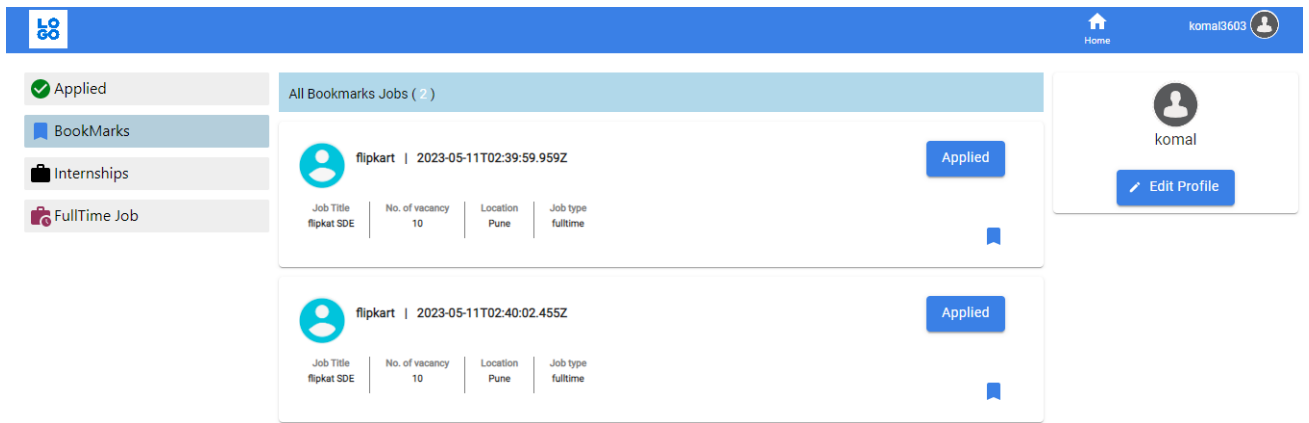 LO
GO
Home
komal3603
Applied
BookMarks
Internships
FullTime Job
All Bookmarks Jobs ( 2 )
flipkart | 2023-05-11T02:39:59.959Z
Applied
Job Title No. of vacancy Location Job type
flipkat SDE 10 Pune fulltime
flipkart | 2023-05-11T02:40:02.455Z
Applied
Job Title No. of vacancy Location Job type
flipkat SDE 10 Pune fulltime
komal
Edit Profile